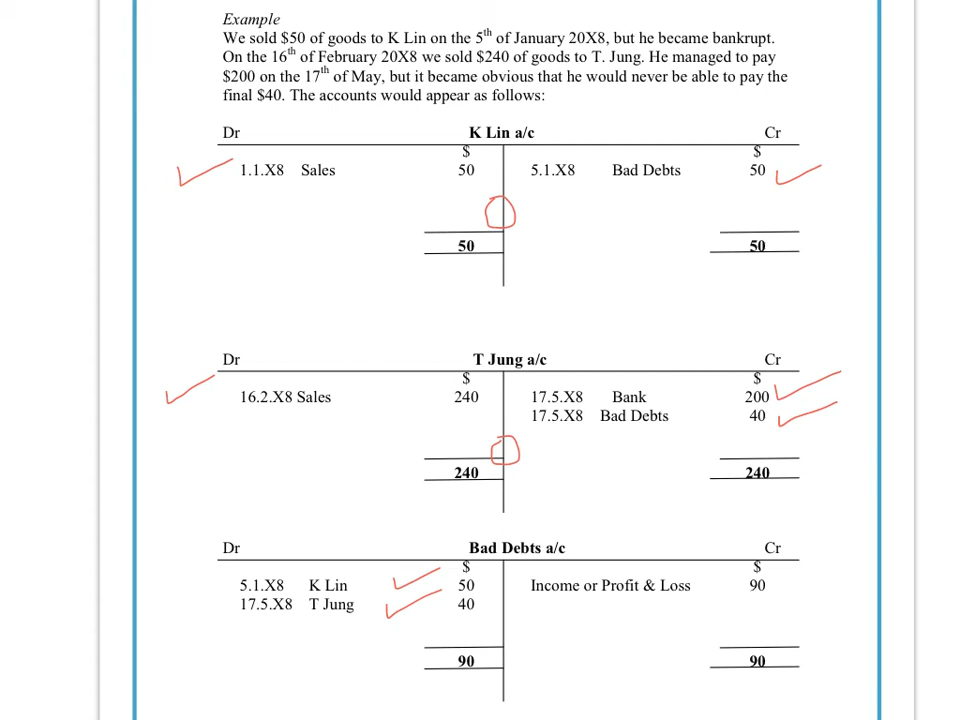 Example
We sold $50 of goods to K Lin on the 5th of January 20X8, but he became bankrupt.
On the 16th of February 20X8 we sold $240 of goods to T. Jung. He managed to pay
$200 on the 17th of May, but it became obvious that he would never be able to pay the
final $40. The accounts would appear as follows:
Dr K Lin a/c Cr
$ $
1.1.X8 Sales 50 5.1.X8 Bad Debts 50
50 50
Dr T Jung a/c Cr
$ $
16.2.X8 Sales 240 17.5.X8 Bank 200
17.5.X8 Bad Debts 40
240 240
Dr Bad Debts a/c Cr
$ $
5.1.X8 K Lin 50 Income or Profit & Loss 90
17.5.X8 T Jung 40
90 90